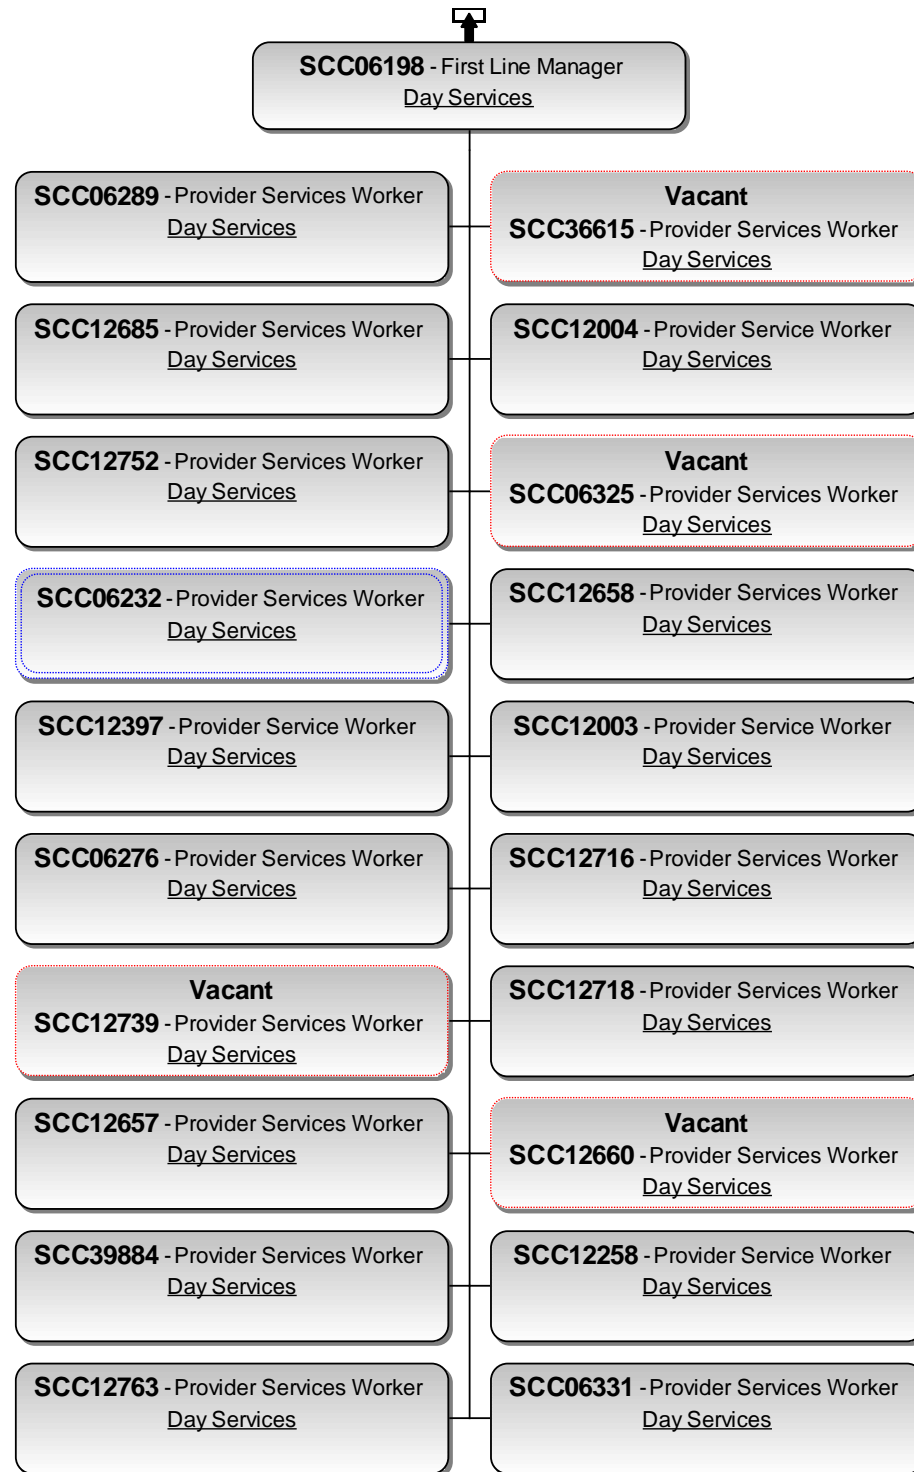 SCC06198 - First Line Manager
Day Services
SCC06289 - Provider Services Worker
Day Services
Vacant
SCC36615 - Provider Services Worker
Day Services
SCC12685 - Provider Services Worker
Day Services
SCC12004 - Provider Service Worker
Day Services
SCC12752 - Provider Services Worker
Day Services
Vacant
SCC06325 - Provider Services Worker
Day Services
SCC06232 - Provider Services Worker
Day Services
SCC12658 - Provider Services Worker
Day Services
SCC12397 - Provider Service Worker
Day Services
SCC12003 - Provider Service Worker
Day Services
SCC06276 - Provider Services Worker
Day Services
SCC12716 - Provider Services Worker
Day Services
Vacant
SCC12739 - Provider Services Worker
Day Services
SCC12718 - Provider Services Worker
Day Services
SCC12657 - Provider Services Worker
Day Services
Vacant
SCC12660 - Provider Services Worker
Day Services
SCC39884 - Provider Services Worker
Day Services
SCC12258 - Provider Service Worker
Day Services
SCC12763 - Provider Services Worker
Day Services
SCC06331 - Provider Services Worker
Day Services